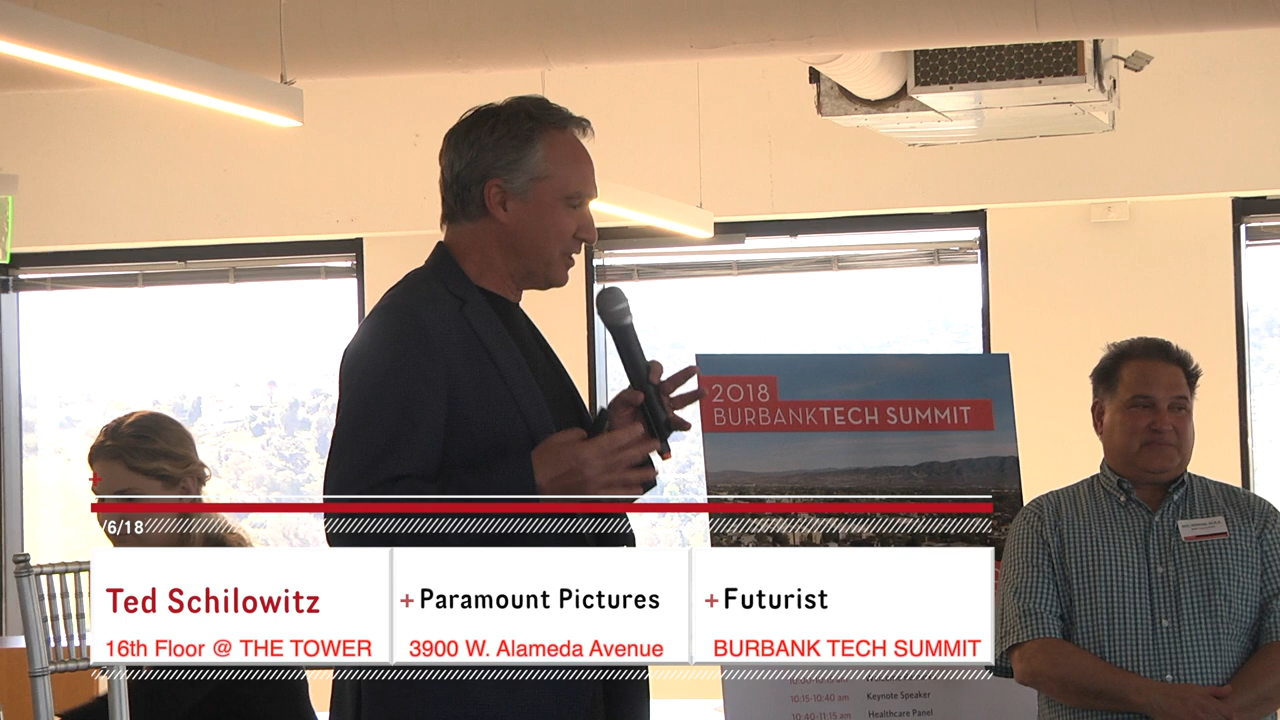 2018
BURBANKTECH SUMMIT
/6/18
Ted Schilowitz
+Paramount Pictures
+Futurist
16th Floor @ THE TOWER
3900 W. Alameda Avenue
BURBANK TECH SUMMIT
10:15-10:40 am Keynote Speaker
10:40-11:15 am Healthcare Panel